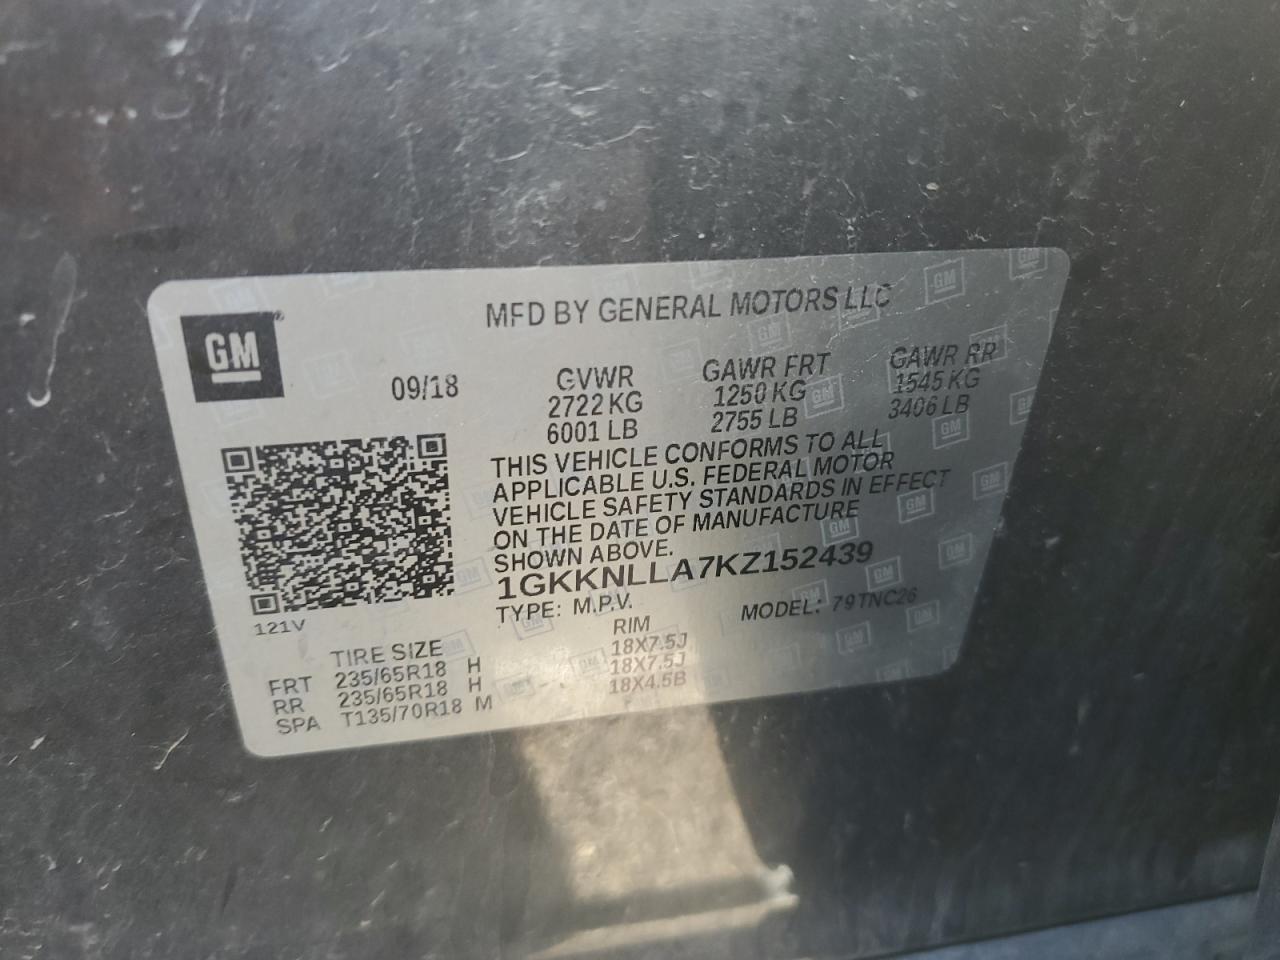 GM
MFD BY GENERAL MOTORS LLC
09/18
GVWR GAWR FRT GAWR RR
2722 KG 1250 KG 1545 KG
6001 LB 2755 LB 3406 LB
THIS VEHICLE CONFORMS TO ALL
APPLICABLE U.S. FEDERAL MOTOR
VEHICLE SAFETY STANDARDS IN EFFECT
ON THE DATE OF MANUFACTURE
SHOWN ABOVE.
1GKKNLLA7KZ152439
TYPE: M.P.V. MODEL: 79TNC26
121V
TIRE SIZE RIM
FRT 235/65R18 H 18X7.5J
RR 235/65R18 H 18X7.5J
SPA T135/70R18 M 18X4.5B